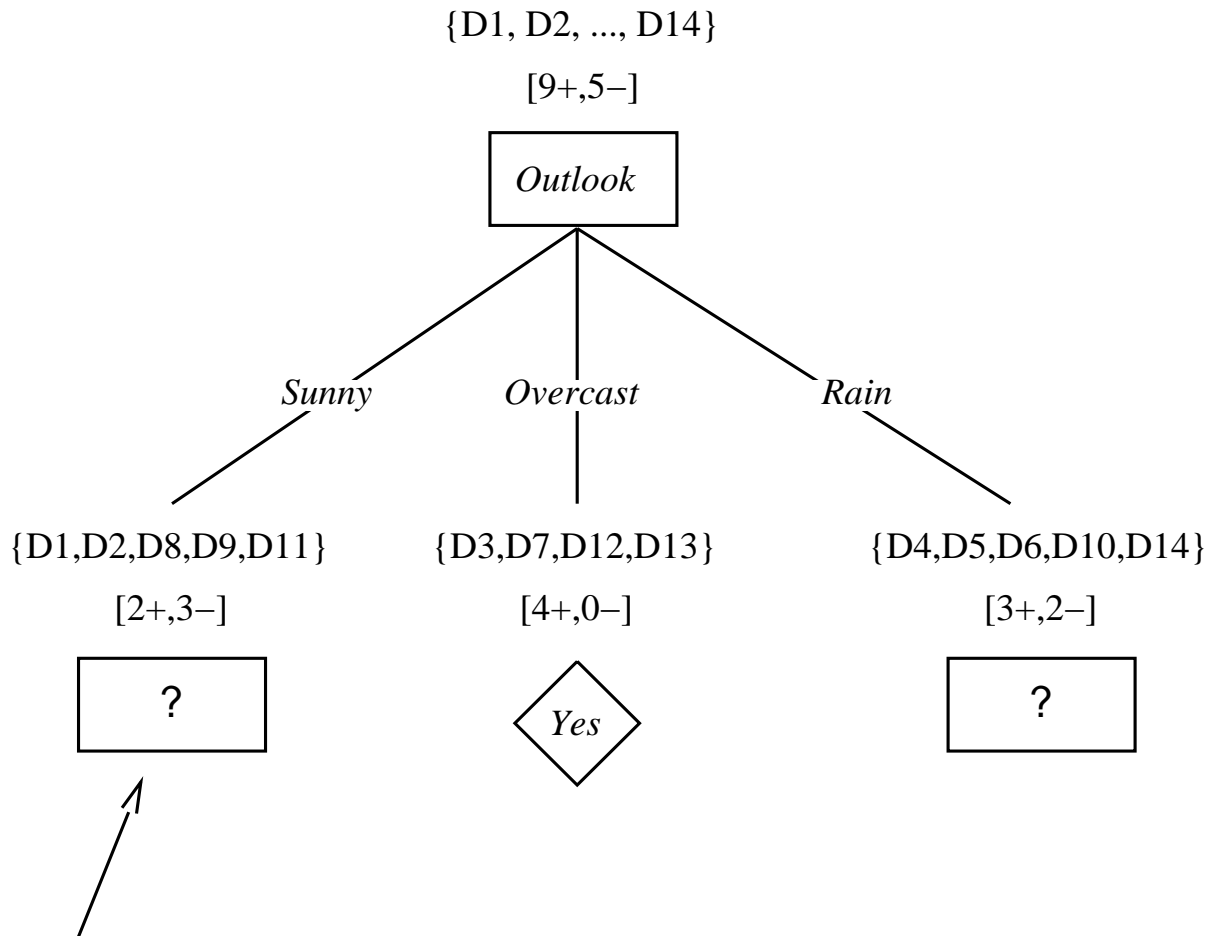 {D1, D2, ..., D14}
[9+,5−]
Outlook
Sunny Overcast Rain
{D1,D2,D8,D9,D11} {D3,D7,D12,D13} {D4,D5,D6,D10,D14}
[2+,3−] [4+,0−] [3+,2−]
? Yes ?